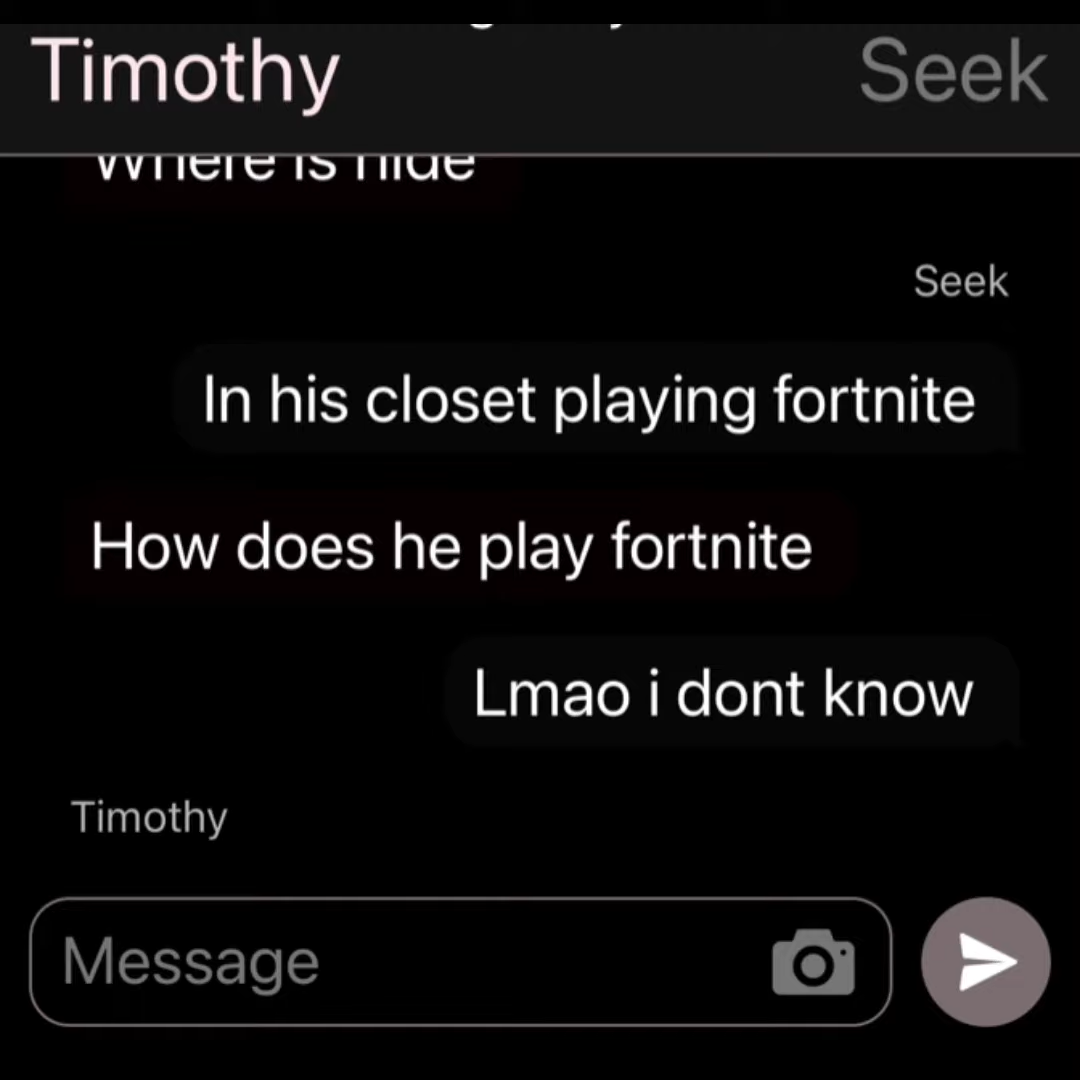 Timothy
Seek
Where is hide
Seek
In his closet playing fortnite
How does he play fortnite
Lmao i dont know
Timothy
Message